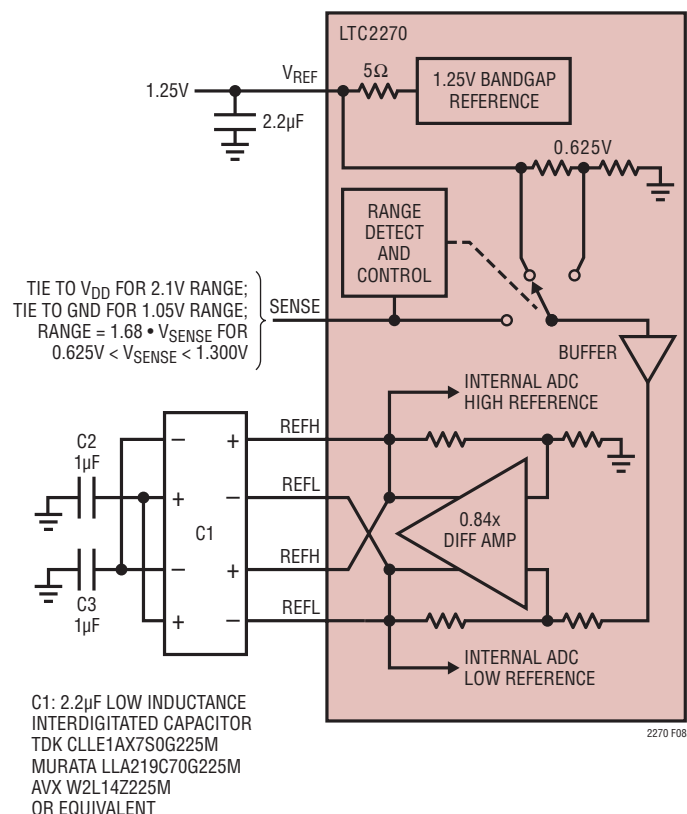 LTC2270
VREF
5Ω
1.25V
1.25V BANDGAP
REFERENCE
2.2µF
0.625V
RANGE
DETECT
AND
CONTROL
TIE TO VDD FOR 2.1V RANGE;
TIE TO GND FOR 1.05V RANGE;
RANGE = 1.68 • VSENSE FOR
0.625V < VSENSE < 1.300V
SENSE
BUFFER
INTERNAL ADC
HIGH REFERENCE
REFH
C2
1µF
–
+
REFL
+
–
0.84x
DIFF AMP
C1
REFH
–
+
C3
1µF
REFL
+
–
INTERNAL ADC
LOW REFERENCE
C1: 2.2µF LOW INDUCTANCE
INTERDIGITATED CAPACITOR
TDK CLLE1AX7S0G225M
MURATA LLA219C70G225M
AVX W2L14Z225M
OR EQUIVALENT
2270 F08